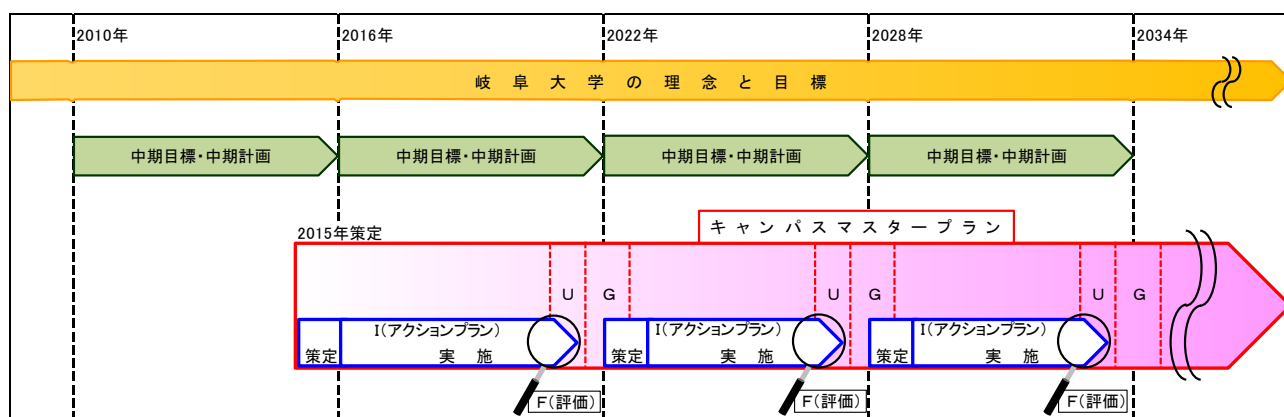 2010年
2016年
2022年
2028年
2034年
岐阜大学の理念と目標
中期目標・中期計画
中期目標・中期計画
中期目標・中期計画
中期目標・中期計画
キャンパスマスタープラン
2015年策定
U
G
U
G
U
G
策定
I(アクションプラン)
実施
策定
I(アクションプラン)
実施
策定
I(アクションプラン)
実施
F(評価)
F(評価)
F(評価)